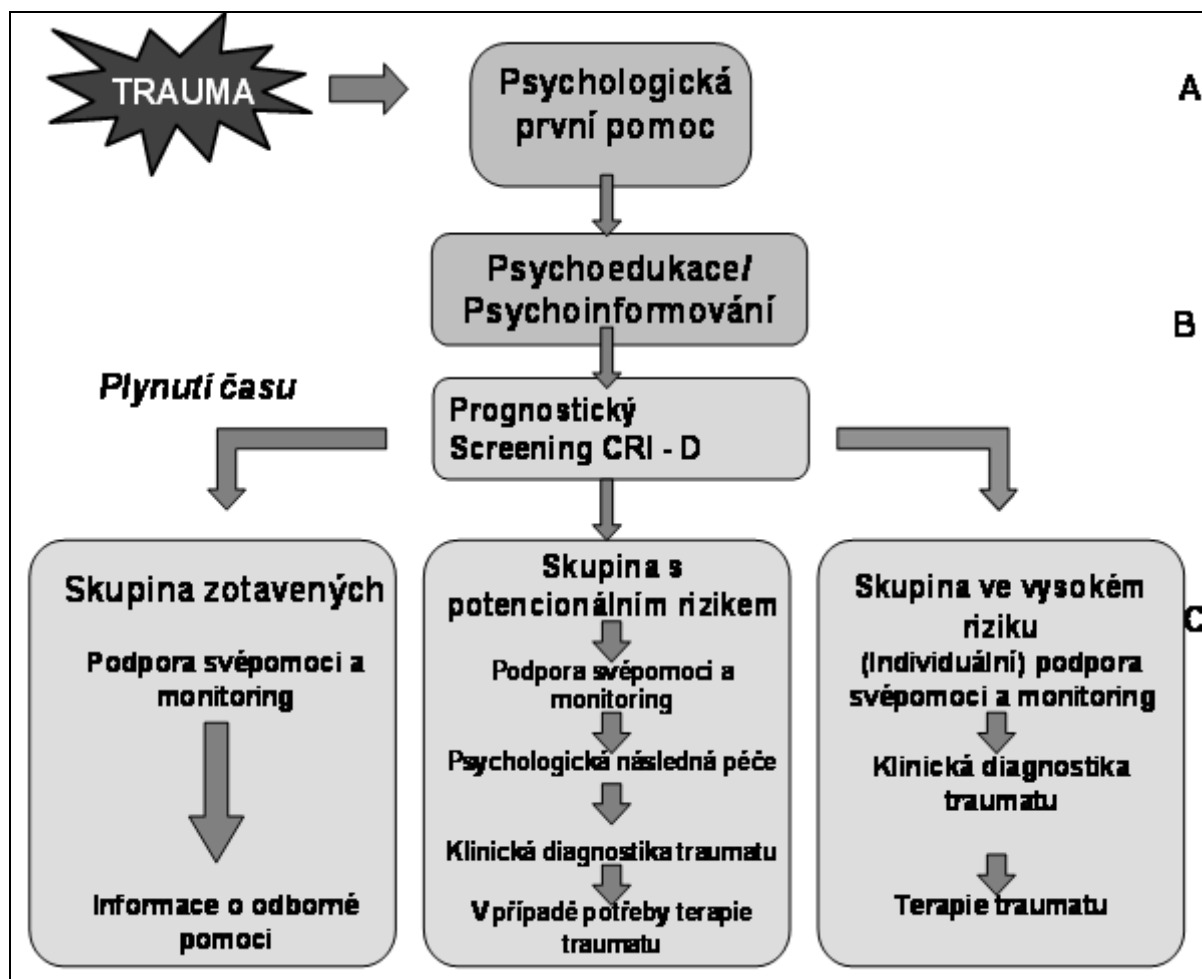 TRAUMA
Psychologická
první pomoc
A
Psychoedukace/
Psychoinformování
B
Plynutí času
Prognostický
Screening CRI - D
Skupina zotavených
Podpora svépomoci a
monitoring
Informace o odborné
pomoci
Skupina s
potencionálním rizikem
Podpora svépomoci a
monitoring
Psychologická následná péče
Klinická diagnostika traumatu
V případě potřeby terapie
traumatu
Skupina ve vysokém
riziku
(Individuální) podpora
svépomoci a monitoring
Klinická diagnostika
traumatu
Terapie traumatu
C